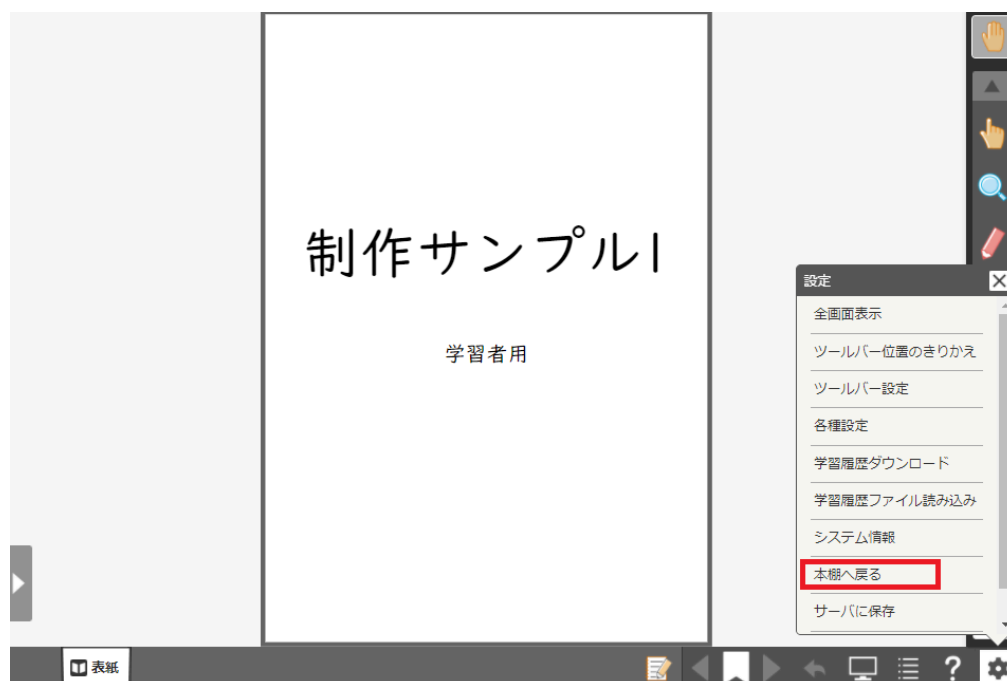 制作サンプル1
学習者用
設定
全画面表示
ツールバー位置のきりかえ
ツールバー設定
各種設定
学習履歴ダウンロード
学習履歴ファイル読み込み
システム情報
本棚へ戻る
サーバに保存
表紙
?